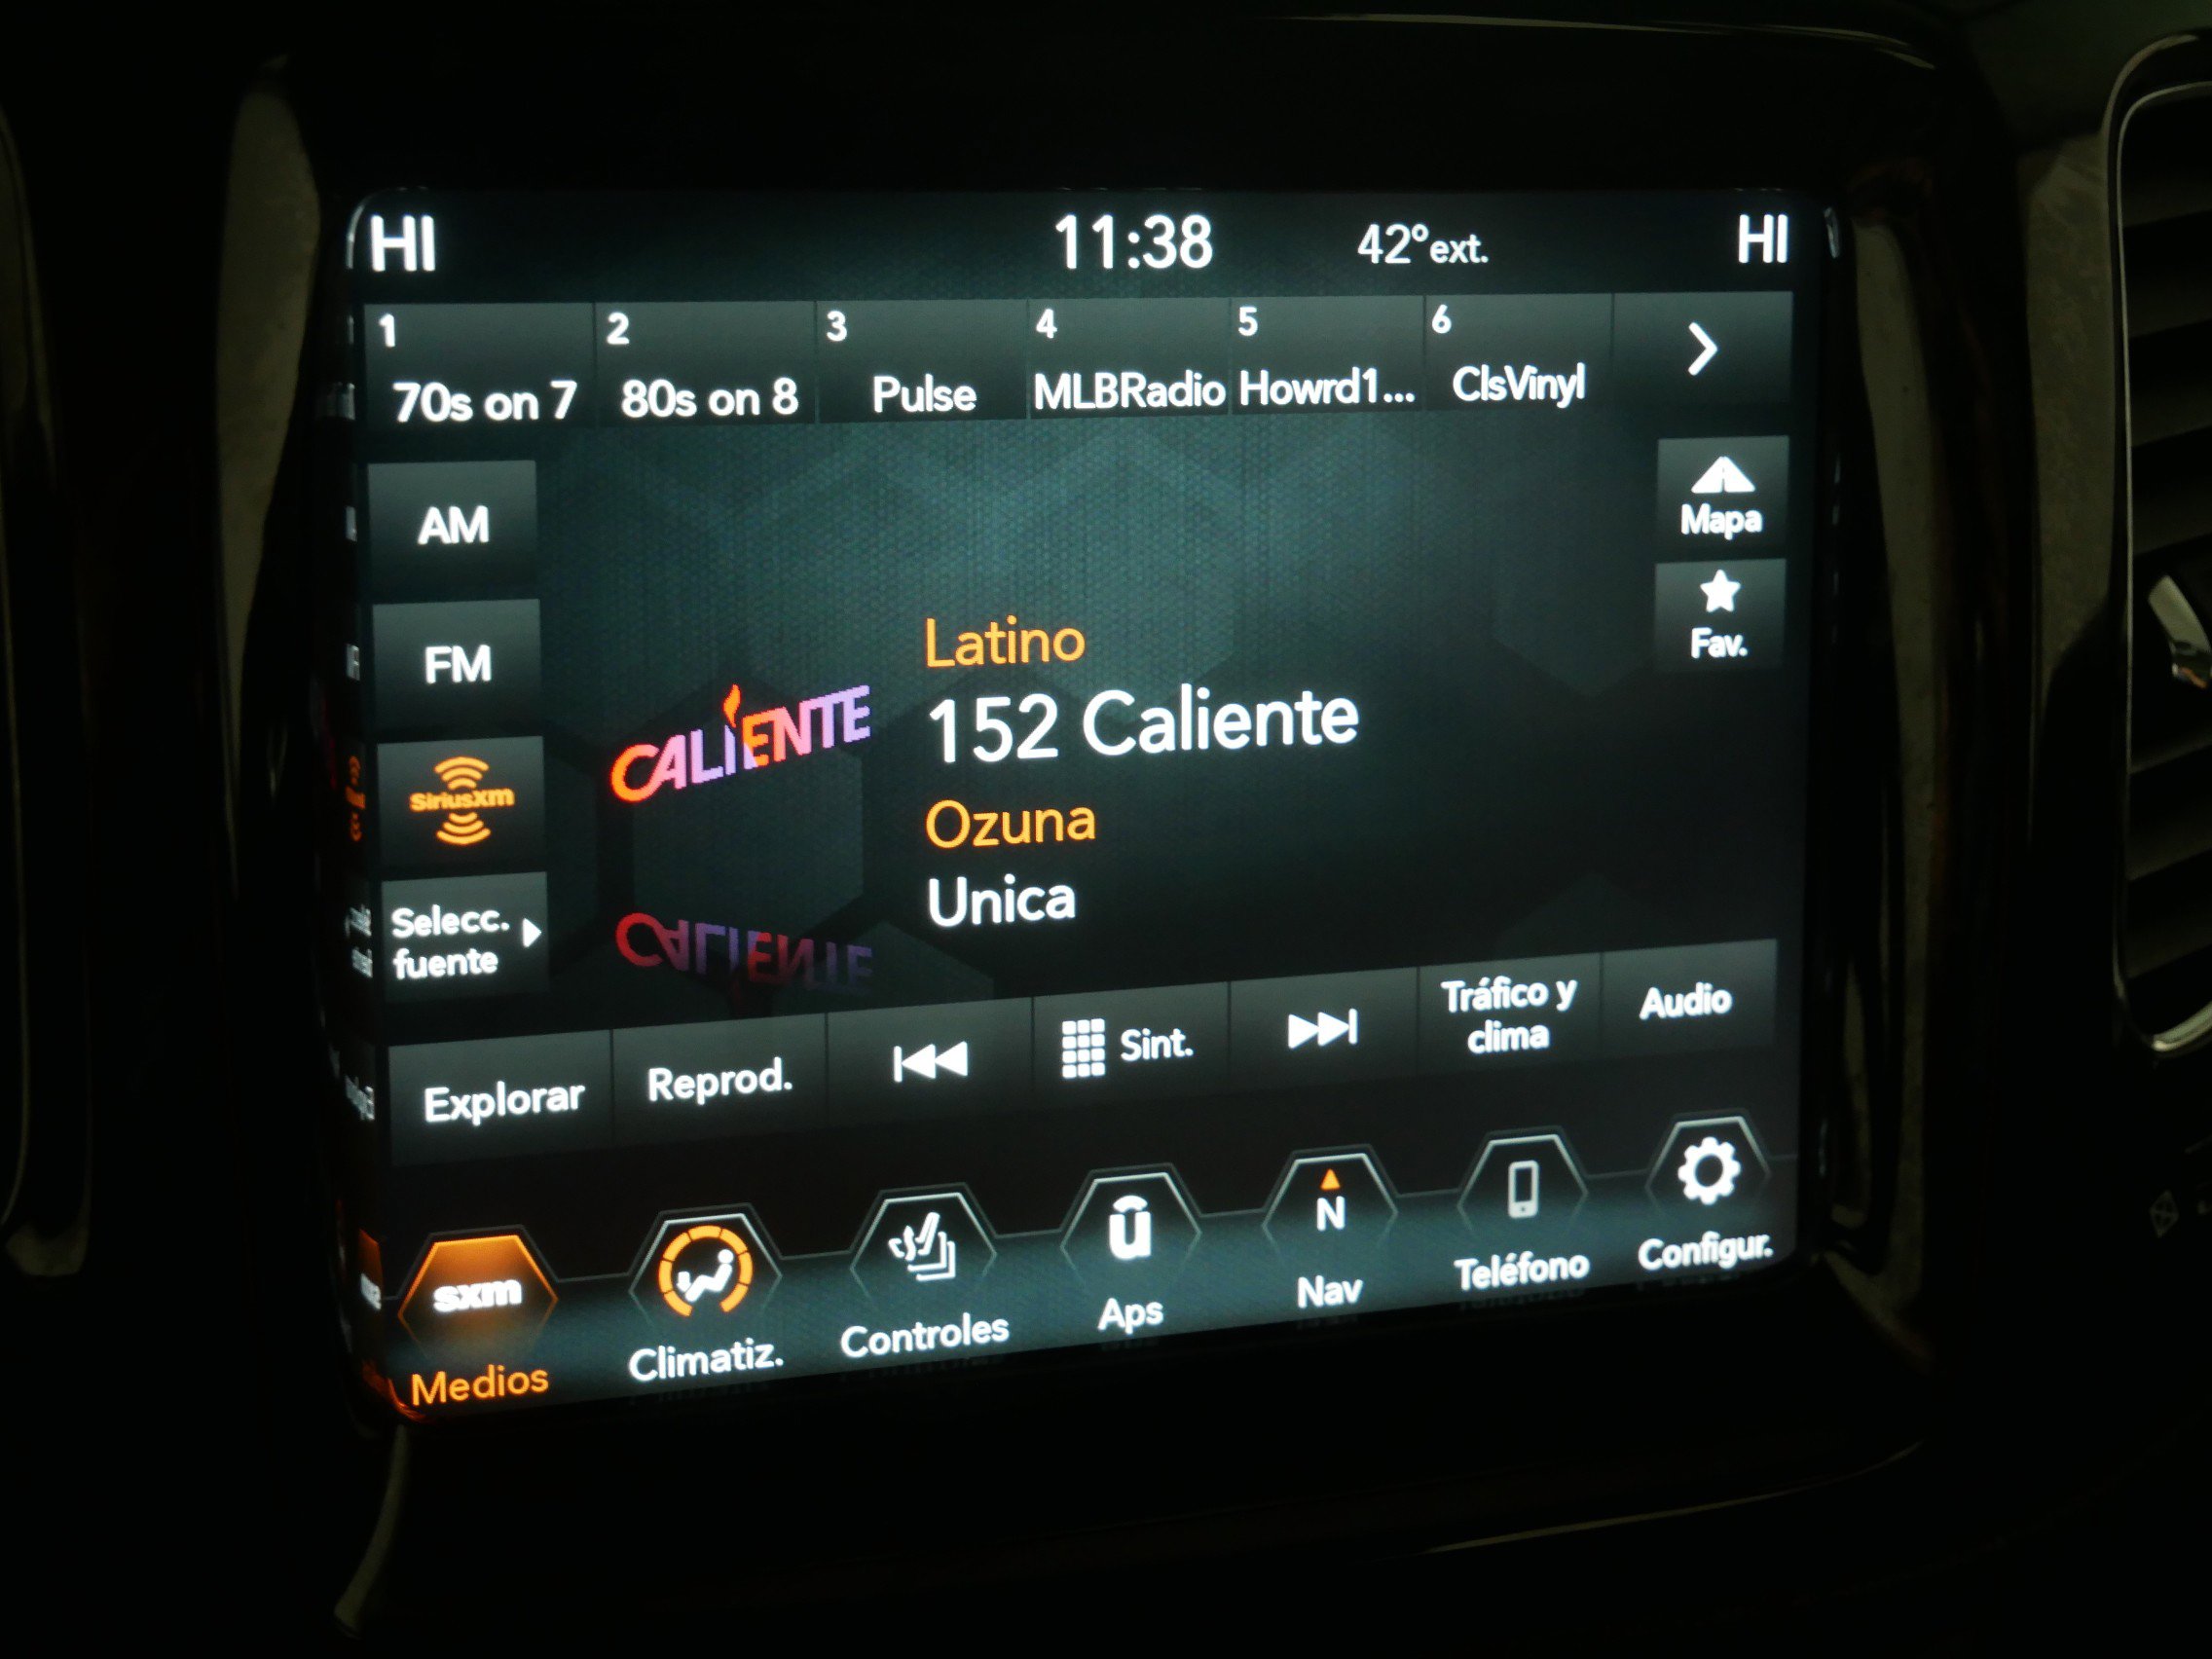 HI 11:38 42°ext. HI
1 2 3 4 5 6
70s on 7 80s on 8 Pulse MLBRadio Howrd1... ClsVinyl
AM
Mapa
FM
Fav.
Latino
CALIENTE
152 Caliente
SiriusXM
Ozuna
Selecc.
fuente
Unica
Explorar
Reprod.
Sint.
Tráfico y
clima
Audio
sxm
Medios
Climatiz.
Controles
ū
Aps
N
Nav
Teléfono
Configur.